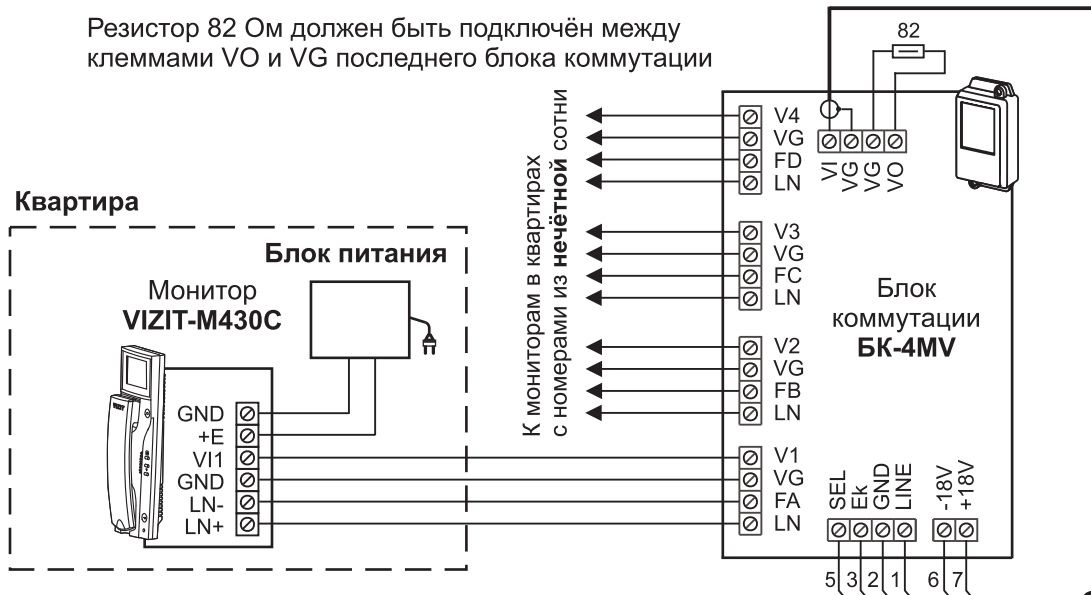 Резистор 82 Ом должен быть подключён между
клеммами VO и VG последнего блока коммутации
82
VI
VG
VG
VO
К мониторам в квартирах
с номерами из нечётной сотни
V4
VG
FD
LN
V3
VG
FC
LN
V2
VG
FB
LN
V1
VG
FA
LN
Блок
коммутации
БК-4MV
SEL
Ek
GND
LINE
-18V
+18V
5
3
2
1
6
7
Квартира
Блок питания
Монитор
VIZIT-M430C
VIZIT
GND
+E
VI1
GND
LN-
LN+